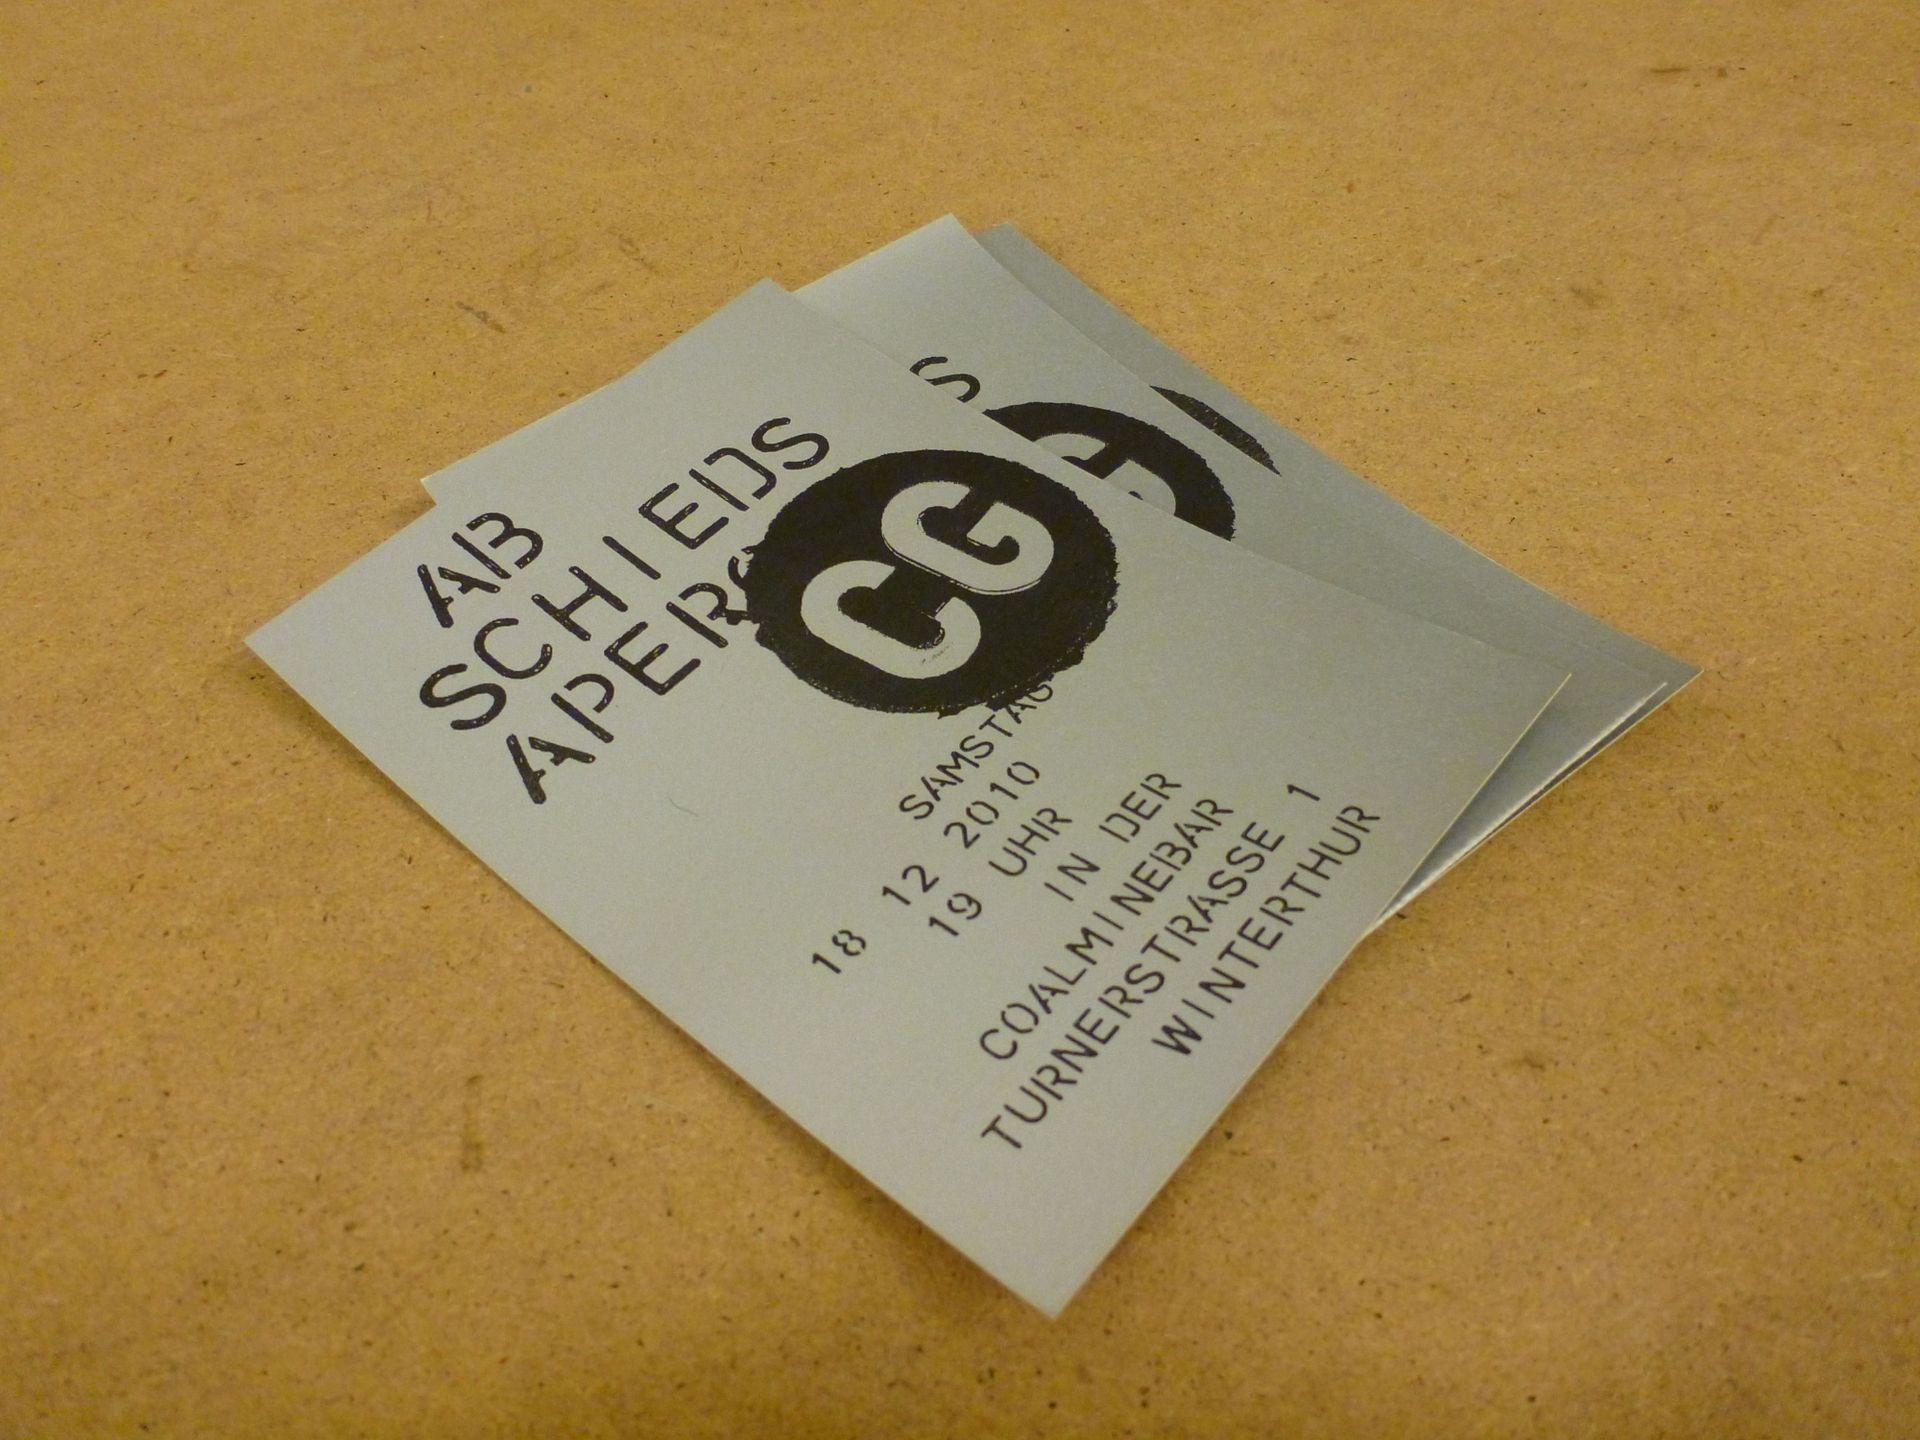 AB
SCHIEDS
APERO
CG
SAMSTAG
18 12 2010
19 UHR
IN DER
COALMINEBAR
TURNERSTRASSE 1
WINTERTHUR
S
G